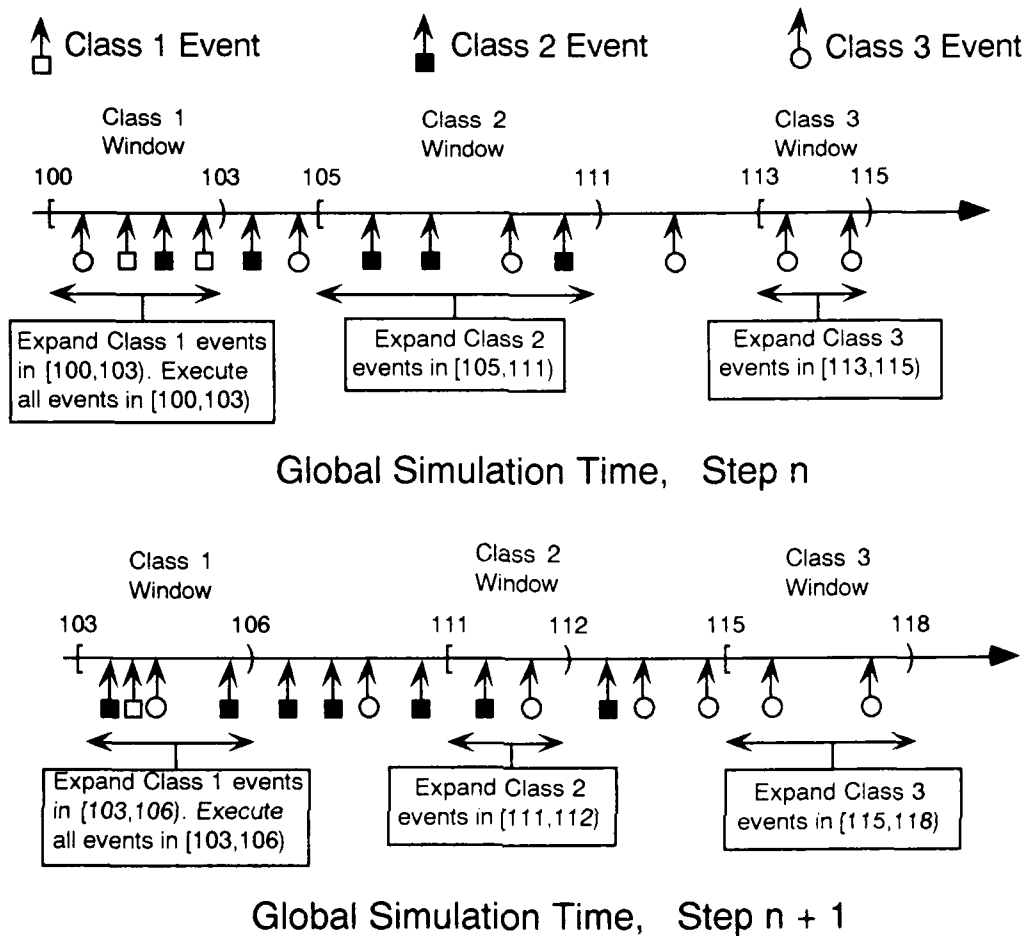 Class 1 Event
Class 2 Event
Class 3 Event
Class 1
Window
Class 2
Window
Class 3
Window
100
103
105
111
113
115
Expand Class 1 events
in [100,103). Execute
all events in [100,103)
Expand Class 2
events in [105,111)
Expand Class 3
events in [113,115)
Global Simulation Time, Step n
Class 1
Window
Class 2
Window
Class 3
Window
103
106
111
112
115
118
Expand Class 1 events
in [103,106). Execute
all events in [103,106)
Expand Class 2
events in [111,112)
Expand Class 3
events in [115,118)
Global Simulation Time, Step n + 1